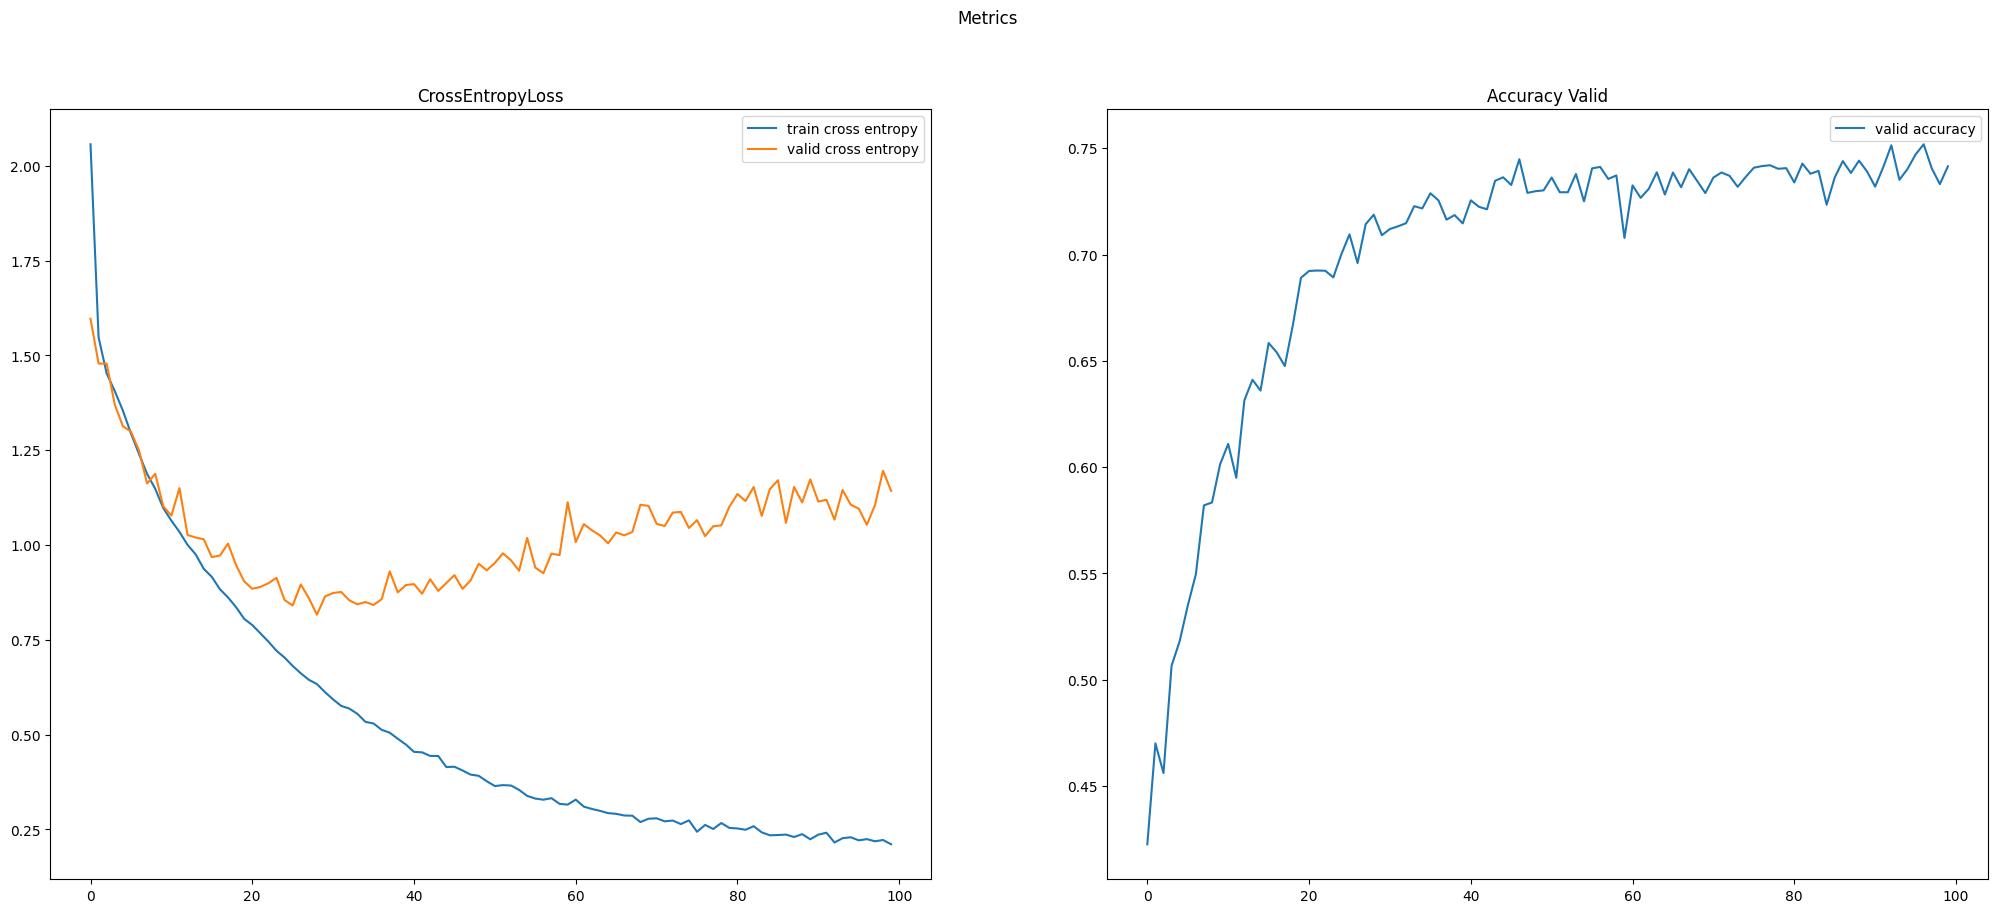 Metrics
CrossEntropyLoss
train cross entropy
valid cross entropy
2.00
1.75
1.50
1.25
1.00
0.75
0.50
0.25
0 20 40 60 80 100
Accuracy Valid
valid accuracy
0.75
0.70
0.65
0.60
0.55
0.50
0.45
0 20 40 60 80 100